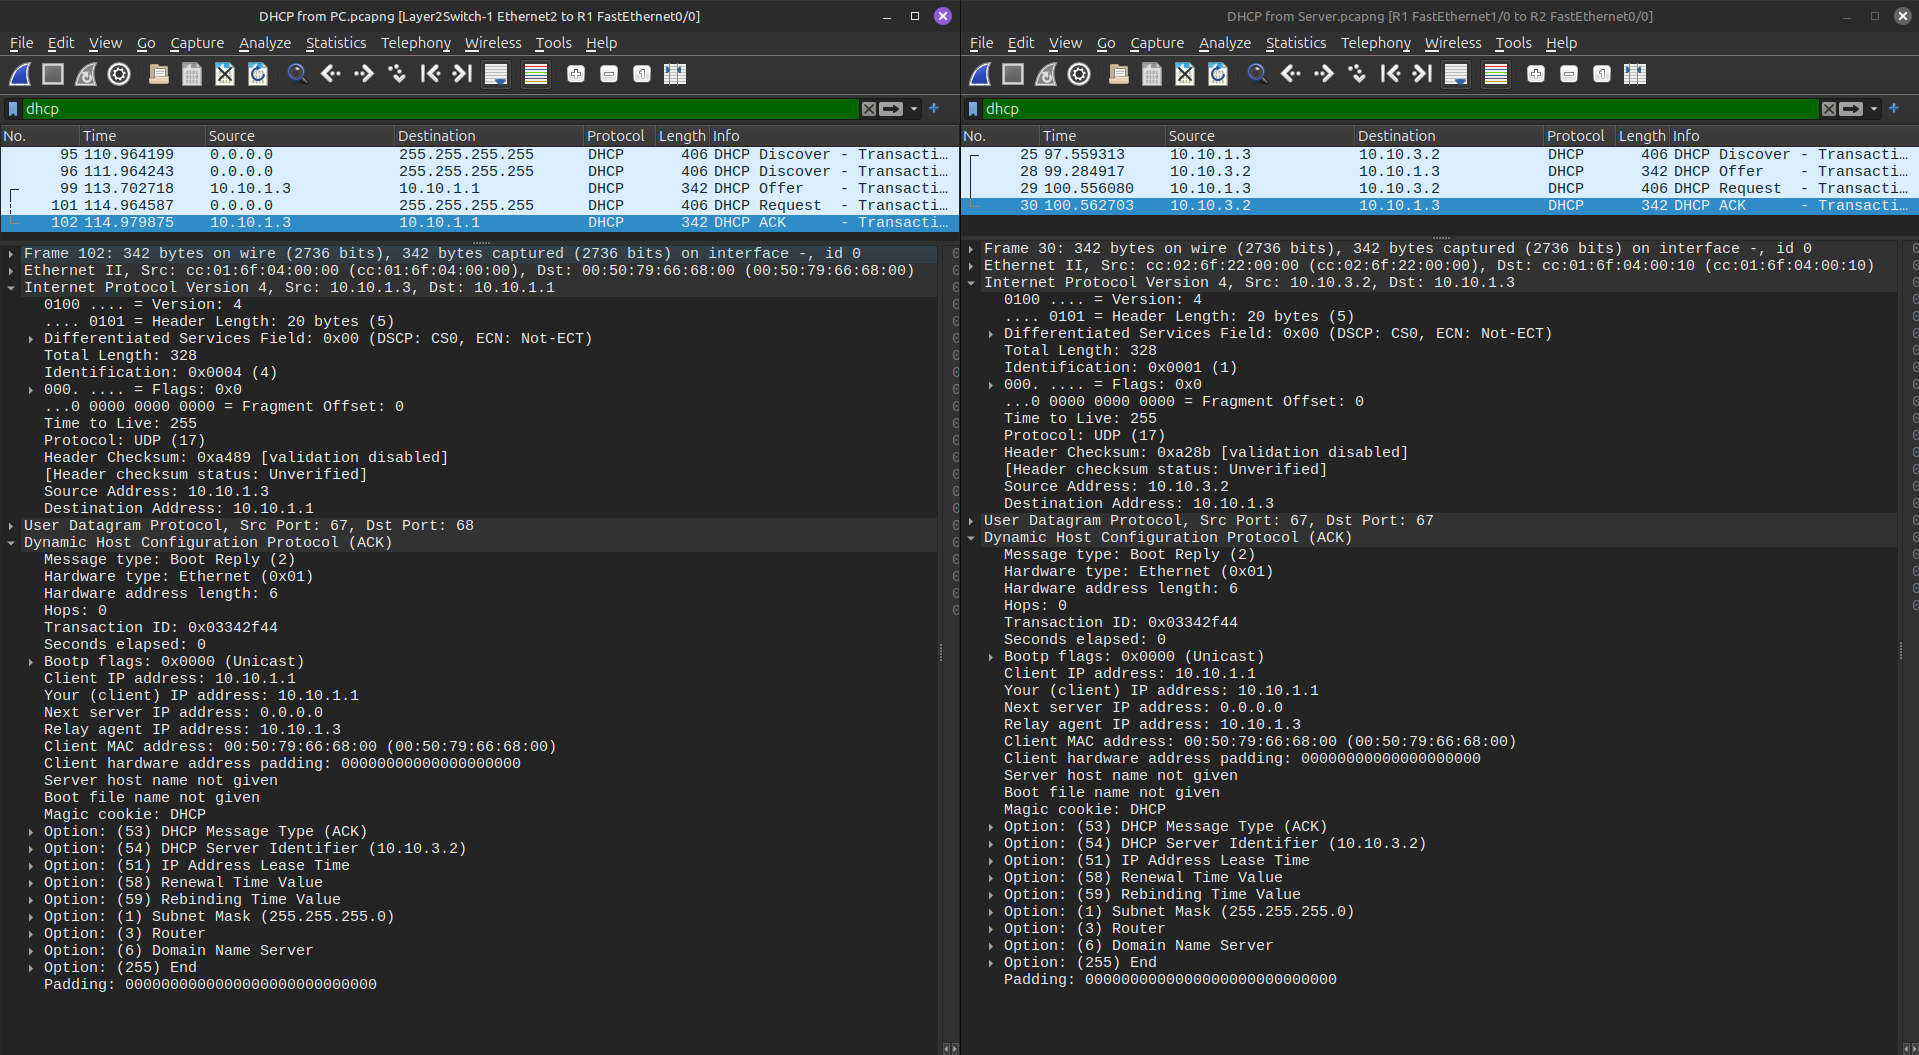 DHCP from PC.pcapng [Layer2Switch-1 Ethernet2 to R1 FastEthernet0/0]
File Edit View Go Capture Analyze Statistics Telephony Wireless Tools Help
dhcp
No. Time Source Destination Protocol Length Info
95 110.964199 0.0.0.0 255.255.255.255 DHCP 406 DHCP Discover - Transacti…
96 111.964243 0.0.0.0 255.255.255.255 DHCP 406 DHCP Discover - Transacti…
99 113.702718 10.10.1.3 10.10.1.1 DHCP 342 DHCP Offer - Transacti…
101 114.964587 0.0.0.0 255.255.255.255 DHCP 406 DHCP Request - Transacti…
102 114.979875 10.10.1.3 10.10.1.1 DHCP 342 DHCP ACK - Transacti…
Frame 102: 342 bytes on wire (2736 bits), 342 bytes captured (2736 bits) on interface -, id 0
Ethernet II, Src: cc:01:6f:04:00:00 (cc:01:6f:04:00:00), Dst: 00:50:79:66:68:00 (00:50:79:66:68:00)
Internet Protocol Version 4, Src: 10.10.1.3, Dst: 10.10.1.1
0100 .... = Version: 4
.... 0101 = Header Length: 20 bytes (5)
Differentiated Services Field: 0x00 (DSCP: CS0, ECN: Not-ECT)
Total Length: 328
Identification: 0x0004 (4)
000. .... = Flags: 0x0
...0 0000 0000 0000 = Fragment Offset: 0
Time to Live: 255
Protocol: UDP (17)
Header Checksum: 0xa489 [validation disabled]
[Header checksum status: Unverified]
Source Address: 10.10.1.3
Destination Address: 10.10.1.1
User Datagram Protocol, Src Port: 67, Dst Port: 68
Dynamic Host Configuration Protocol (ACK)
Message type: Boot Reply (2)
Hardware type: Ethernet (0x01)
Hardware address length: 6
Hops: 0
Transaction ID: 0x03342f44
Seconds elapsed: 0
Bootp flags: 0x0000 (Unicast)
Client IP address: 10.10.1.1
Your (client) IP address: 10.10.1.1
Next server IP address: 0.0.0.0
Relay agent IP address: 10.10.1.3
Client MAC address: 00:50:79:66:68:00 (00:50:79:66:68:00)
Client hardware address padding: 00000000000000000000
Server host name not given
Boot file name not given
Magic cookie: DHCP
Option: (53) DHCP Message Type (ACK)
Option: (54) DHCP Server Identifier (10.10.3.2)
Option: (51) IP Address Lease Time
Option: (58) Renewal Time Value
Option: (59) Rebinding Time Value
Option: (1) Subnet Mask (255.255.255.0)
Option: (3) Router
Option: (6) Domain Name Server
Option: (255) End
Padding: 0000000000000000000000000000
DHCP from Server.pcapng [R1 FastEthernet1/0 to R2 FastEthernet0/0]
File Edit View Go Capture Analyze Statistics Telephony Wireless Tools Help
dhcp
No. Time Source Destination Protocol Length Info
25 97.559313 10.10.1.3 10.10.3.2 DHCP 406 DHCP Discover - Transacti…
28 99.284917 10.10.3.2 10.10.1.3 DHCP 342 DHCP Offer - Transacti…
29 100.556080 10.10.1.3 10.10.3.2 DHCP 406 DHCP Request - Transacti…
30 100.562703 10.10.3.2 10.10.1.3 DHCP 342 DHCP ACK - Transacti…
Frame 30: 342 bytes on wire (2736 bits), 342 bytes captured (2736 bits) on interface -, id 0
Ethernet II, Src: cc:02:6f:22:00:00 (cc:02:6f:22:00:00), Dst: cc:01:6f:04:00:10 (cc:01:6f:04:00:10)
Internet Protocol Version 4, Src: 10.10.3.2, Dst: 10.10.1.3
0100 .... = Version: 4
.... 0101 = Header Length: 20 bytes (5)
Differentiated Services Field: 0x00 (DSCP: CS0, ECN: Not-ECT)
Total Length: 328
Identification: 0x0001 (1)
000. .... = Flags: 0x0
...0 0000 0000 0000 = Fragment Offset: 0
Time to Live: 255
Protocol: UDP (17)
Header Checksum: 0xa28b [validation disabled]
[Header checksum status: Unverified]
Source Address: 10.10.3.2
Destination Address: 10.10.1.3
User Datagram Protocol, Src Port: 67, Dst Port: 67
Dynamic Host Configuration Protocol (ACK)
Message type: Boot Reply (2)
Hardware type: Ethernet (0x01)
Hardware address length: 6
Hops: 0
Transaction ID: 0x03342f44
Seconds elapsed: 0
Bootp flags: 0x0000 (Unicast)
Client IP address: 10.10.1.1
Your (client) IP address: 10.10.1.1
Next server IP address: 0.0.0.0
Relay agent IP address: 10.10.1.3
Client MAC address: 00:50:79:66:68:00 (00:50:79:66:68:00)
Client hardware address padding: 00000000000000000000
Server host name not given
Boot file name not given
Magic cookie: DHCP
Option: (53) DHCP Message Type (ACK)
Option: (54) DHCP Server Identifier (10.10.3.2)
Option: (51) IP Address Lease Time
Option: (58) Renewal Time Value
Option: (59) Rebinding Time Value
Option: (1) Subnet Mask (255.255.255.0)
Option: (3) Router
Option: (6) Domain Name Server
Option: (255) End
Padding: 0000000000000000000000000000